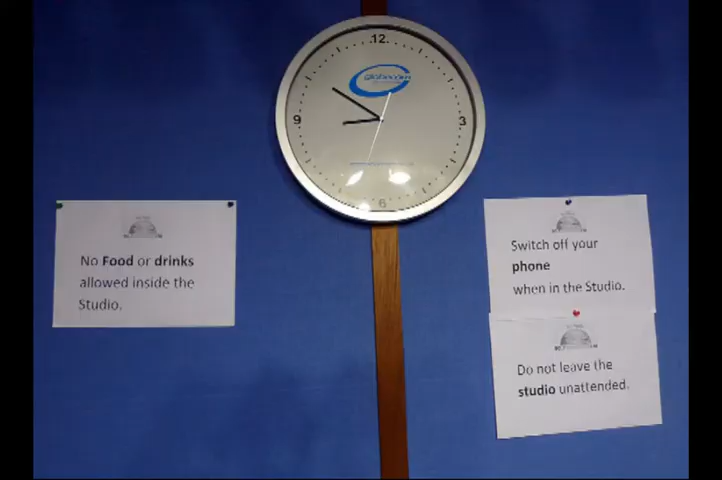 12
globacom
9
3
6
No Food or drinks
allowed inside the
Studio.
Switch off your
phone
when in the Studio.
Do not leave the
studio unattended.